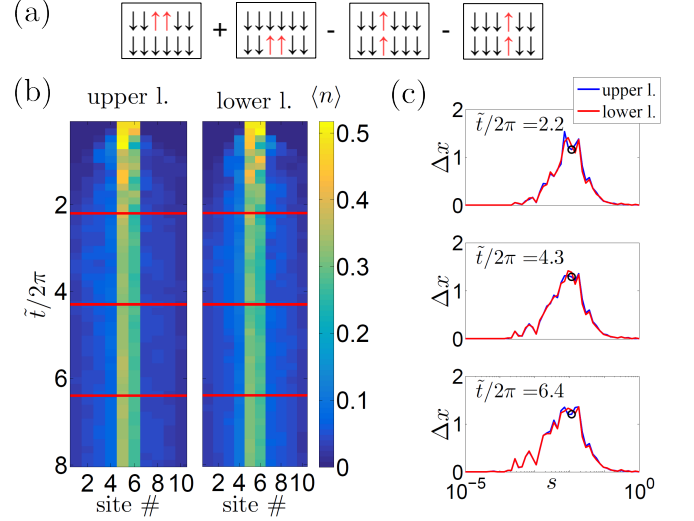 (a)
↓↓↑↑↓↓ + ↓↓↓↓↓↓ - ↓↓↑↓↓↓ - ↓↓↓↑↓↓
↓↓↓↓↓↓ ↓↓↑↑↓↓ ↓↓↑↓↓↓ ↓↓↓↑↓↓
(b)
upper l. lower l. ⟨n⟩
0.5
0.4
0.3
0.2
0.1
0
2
4
6
8
t̃/2π
2 4 6 8 10 2 4 6 8 10
site # site #
(c)
upper l.
lower l.
t̃/2π =2.2
2
1
0
Δx
t̃/2π =4.3
2
1
0
Δx
t̃/2π =6.4
2
1
0
Δx
10⁻⁵ s 10⁰